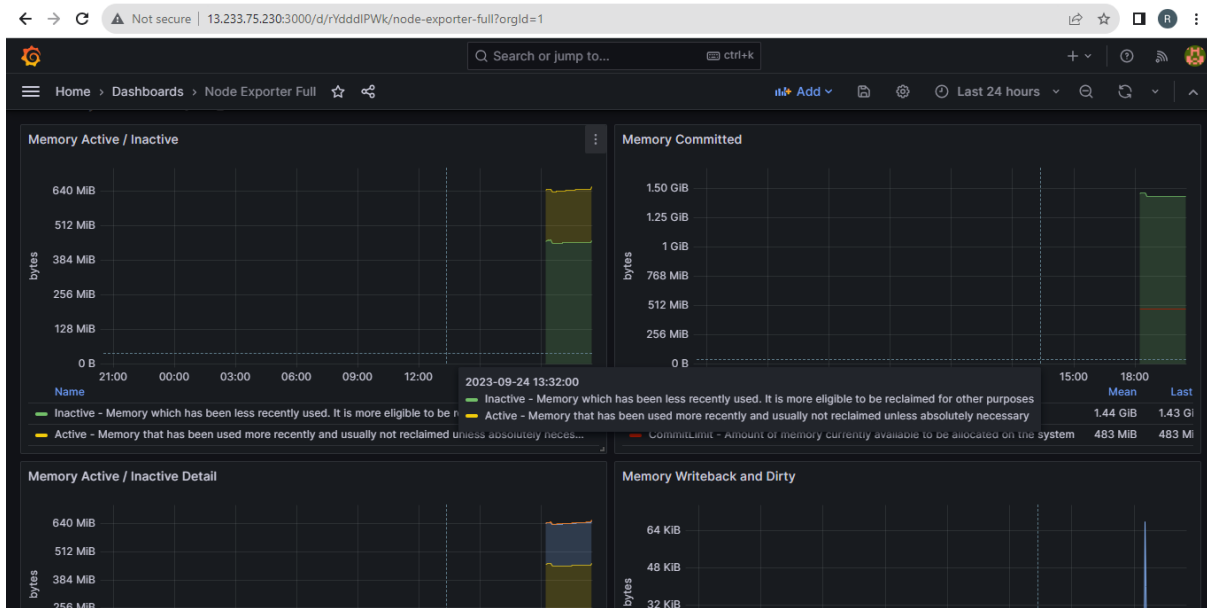 Not secure | 13.233.75.230:3000/d/rYdddlPWk/node-exporter-full?orgId=1
R
Search or jump to... ctrl+k
Home > Dashboards > Node Exporter Full
Add
Last 24 hours
Memory Active / Inactive
640 MiB
512 MiB
384 MiB
256 MiB
128 MiB
0 B
bytes
21:00 00:00 03:00 06:00 09:00 12:00
Name
Inactive - Memory which has been less recently used. It is more eligible to be r
Active - Memory that has been used more recently and usually not reclaimed unless absolutely neces...
Memory Committed
1.50 GiB
1.25 GiB
1 GiB
768 MiB
512 MiB
256 MiB
0 B
bytes
15:00 18:00
Mean Last
1.44 GiB 1.43 Gi
CommitLimit - Amount of memory currently available to be allocated on the system 483 MiB 483 Mi
2023-09-24 13:32:00
Inactive - Memory which has been less recently used. It is more eligible to be reclaimed for other purposes
Active - Memory that has been used more recently and usually not reclaimed unless absolutely necessary
Memory Active / Inactive Detail
640 MiB
512 MiB
384 MiB
256 MiB
bytes
Memory Writeback and Dirty
64 KiB
48 KiB
32 KiB
bytes